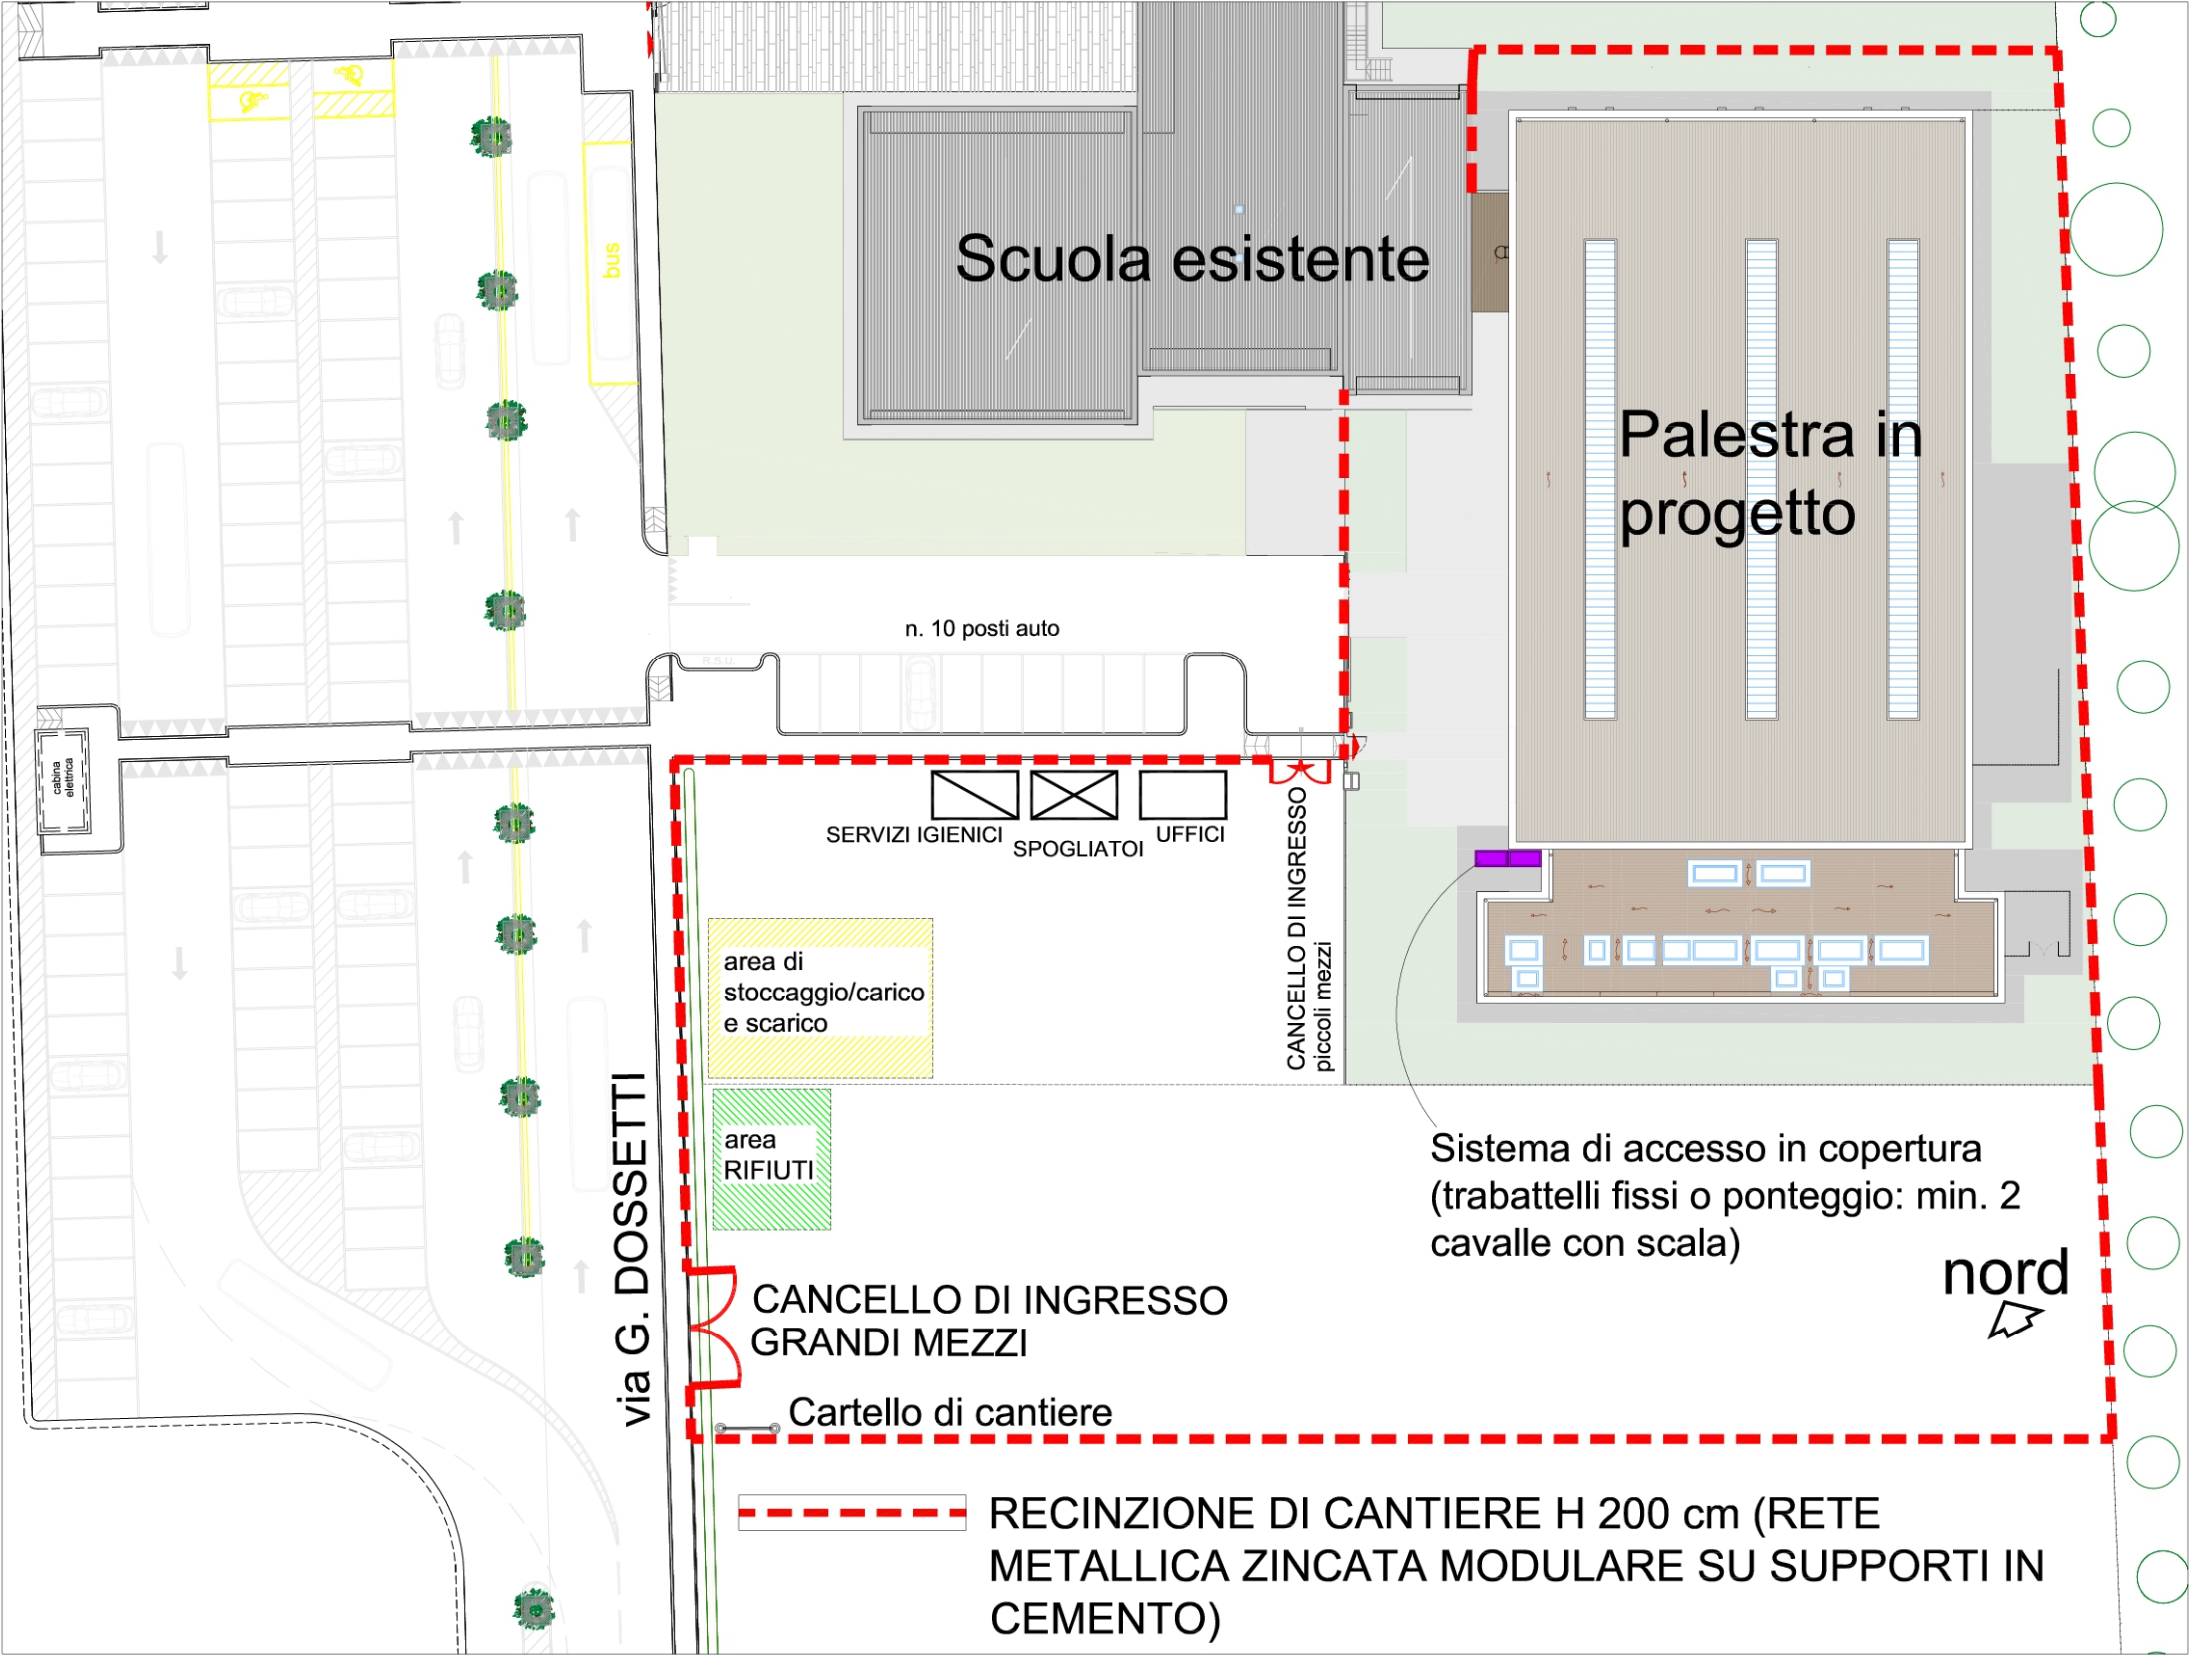 bus
Scuola esistente
Palestra in
progetto
n. 10 posti auto
R.S.U.
cabina
elettrica
SERVIZI IGIENICI
SPOGLIATOI
UFFICI
CANCELLO DI INGRESSO
piccoli mezzi
area di
stoccaggio/carico
e scarico
area
RIFIUTI
via G. DOSSETTI
Sistema di accesso in copertura
(trabattelli fissi o ponteggio: min. 2
cavalle con scala)
nord
CANCELLO DI INGRESSO
GRANDI MEZZI
Cartello di cantiere
RECINZIONE DI CANTIERE H 200 cm (RETE
METALLICA ZINCATA MODULARE SU SUPPORTI IN
CEMENTO)